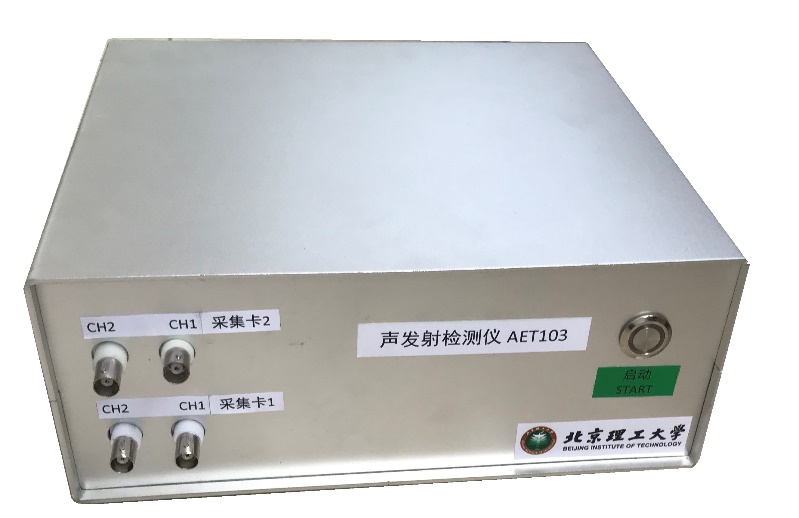 CH2 CH1 采集卡2
声发射检测仪 AET103
启动
START
CH2 CH1 采集卡1
北京理工大学
BEIJING INSTITUTE OF TECHNOLOGY